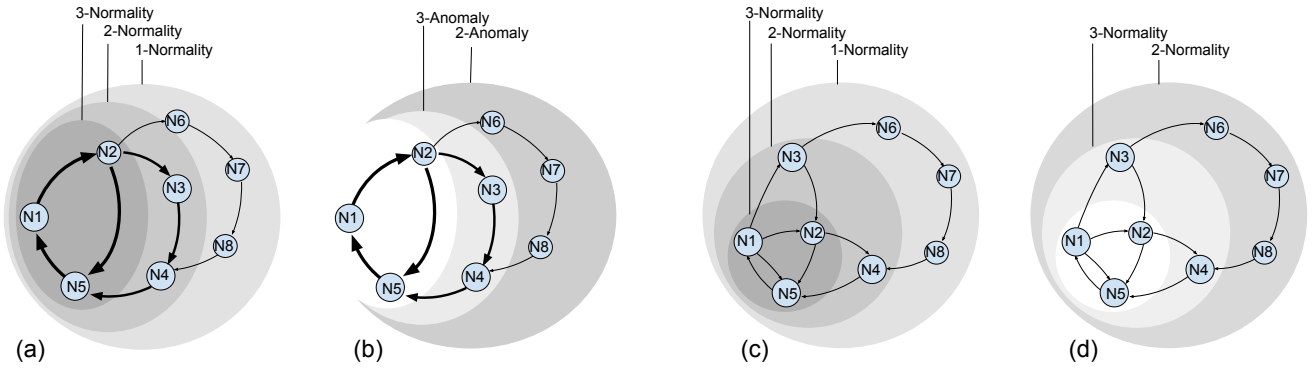 3-Normality
2-Normality
1-Normality
N6
N2
N7
N3
N1
N8
N4
N5
(a)
3-Anomaly
2-Anomaly
N6
N2
N7
N3
N1
N8
N4
N5
(b)
3-Normality
2-Normality
1-Normality
N6
N3
N7
N1
N2
N8
N4
N5
(c)
3-Normality
2-Normality
N6
N3
N7
N1
N2
N8
N4
N5
(d)